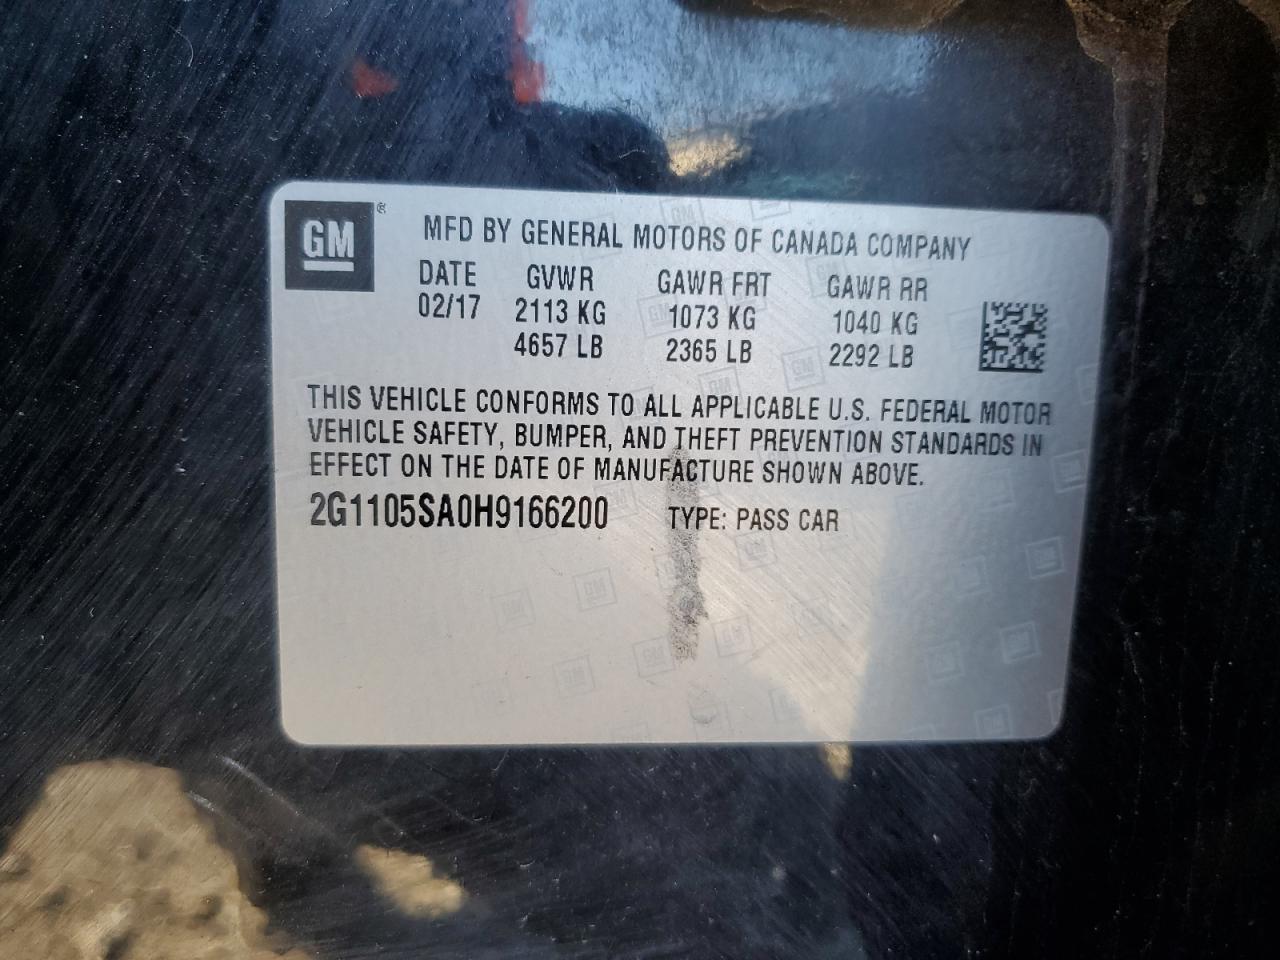 GM®
MFD BY GENERAL MOTORS OF CANADA COMPANY
DATE GVWR GAWR FRT GAWR RR
02/17 2113 KG 1073 KG 1040 KG
4657 LB 2365 LB 2292 LB
THIS VEHICLE CONFORMS TO ALL APPLICABLE U.S. FEDERAL MOTOR
VEHICLE SAFETY, BUMPER, AND THEFT PREVENTION STANDARDS IN
EFFECT ON THE DATE OF MANUFACTURE SHOWN ABOVE.
2G1105SA0H9166200 TYPE: PASS CAR